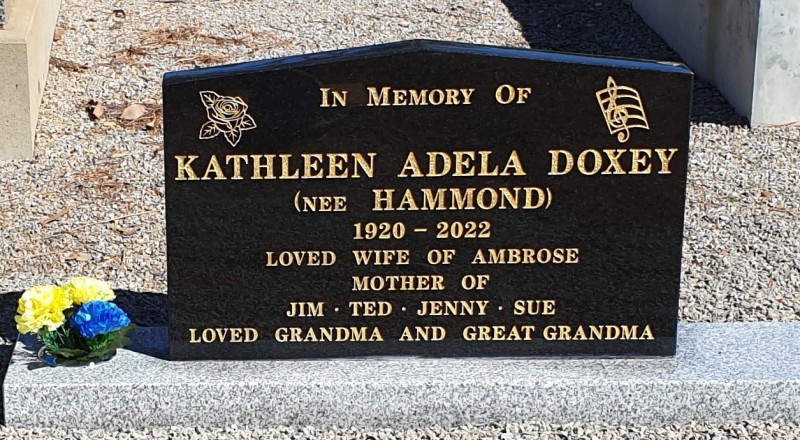 IN MEMORY OF
KATHLEEN ADELA DOXEY
(NEE HAMMOND)
1920 – 2022
LOVED WIFE OF AMBROSE
MOTHER OF
JIM · TED · JENNY · SUE
LOVED GRANDMA AND GREAT GRANDMA